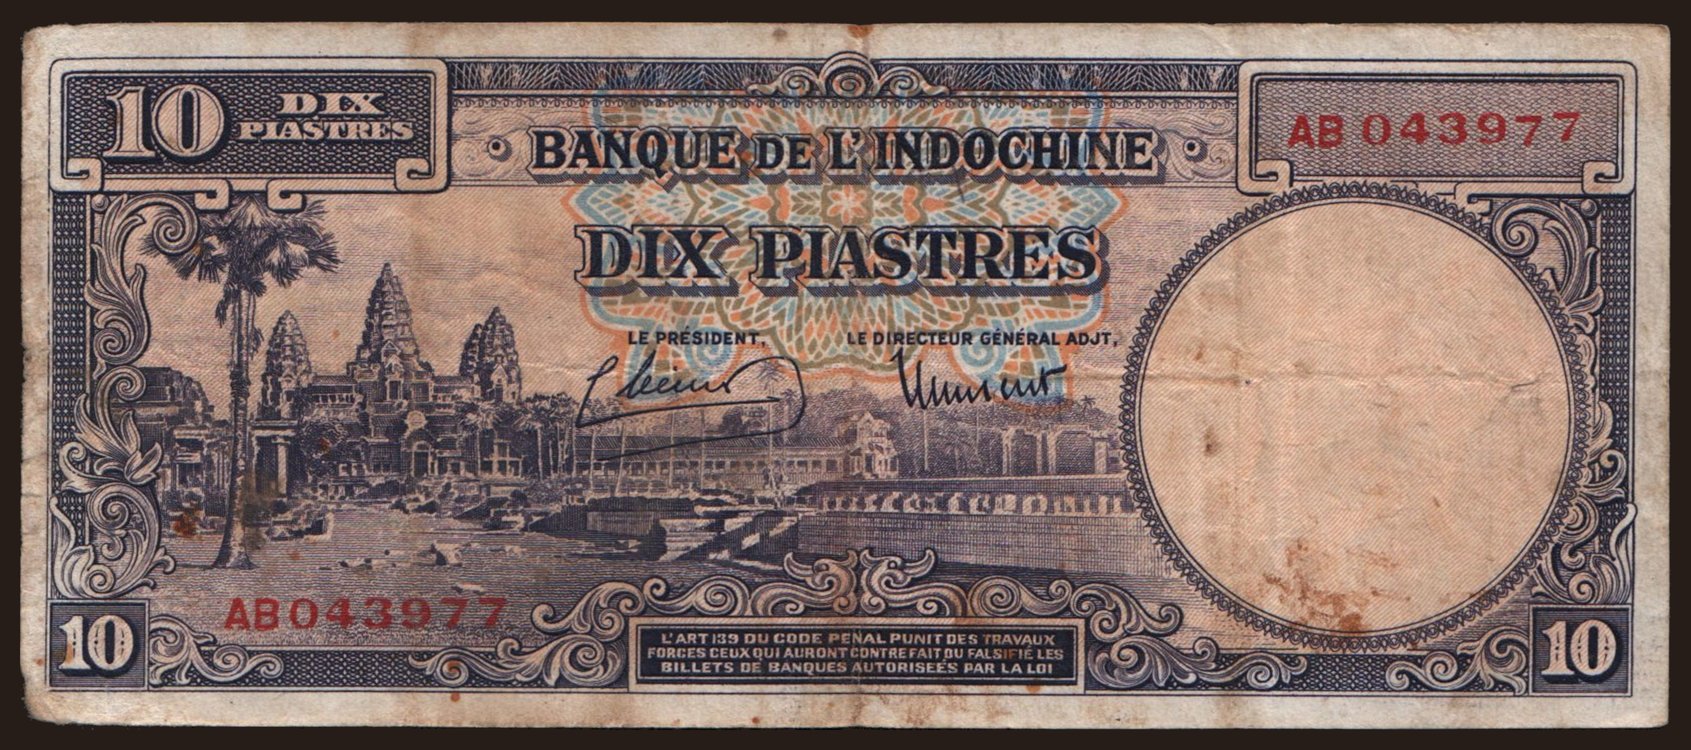 10 DIX
PIASTRES
BANQUE DE L'INDOCHINE
AB 043977
DIX PIASTRES
LE PRÉSIDENT,
LE DIRECTEUR GÉNÉRAL ADJT,
AB043977
10
L'ART 139 DU CODE PENAL PUNIT DES TRAVAUX
FORCES CEUX QUI AURONT CONTREFAIT OU FALSIFIÉ LES
BILLETS DE BANQUES AUTORISEÉS PAR LA LOI
10